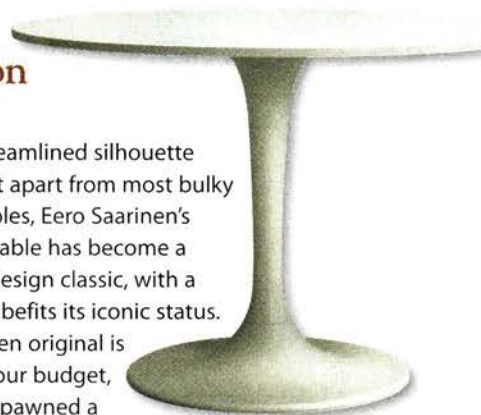 on
eamlined silhouette
t apart from most bulky
oles, Eero Saarinen's
able has become a
esign classic, with a
befits its iconic status.
en original is
our budget,
pawned a